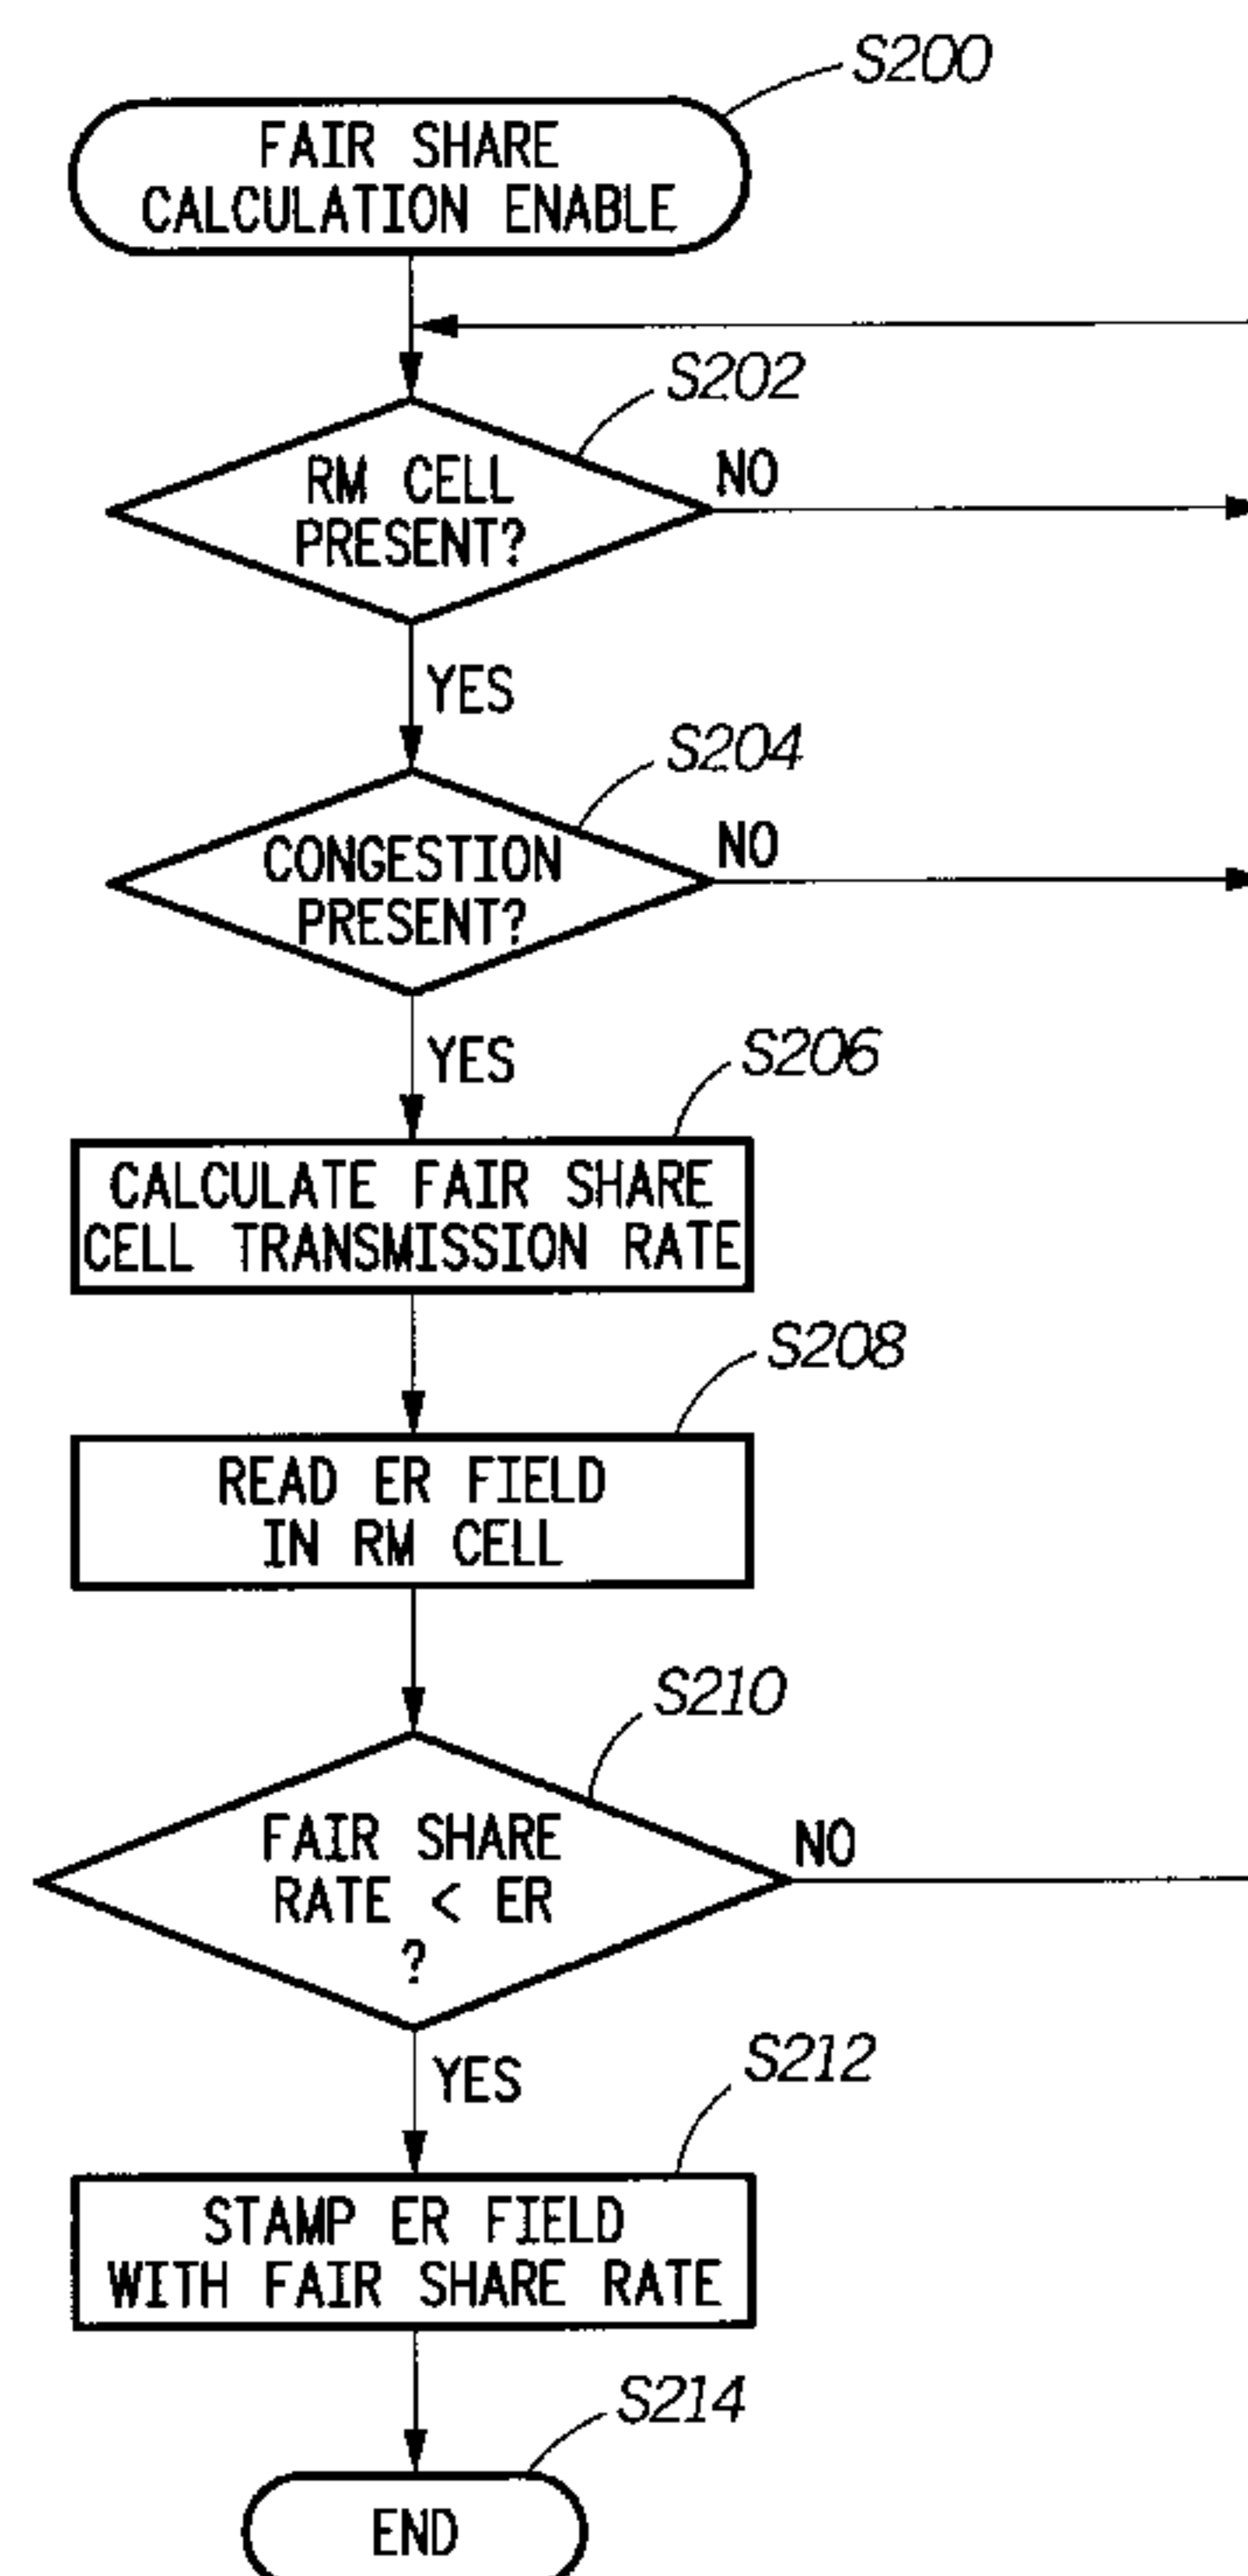 S200
FAIR SHARE
CALCULATION ENABLE
S202
RM CELL
PRESENT?
NO
YES
S204
CONGESTION
PRESENT?
NO
YES
S206
CALCULATE FAIR SHARE
CELL TRANSMISSION RATE
S208
READ ER FIELD
IN RM CELL
S210
FAIR SHARE
RATE < ER
?
NO
YES
S212
STAMP ER FIELD
WITH FAIR SHARE RATE
S214
END